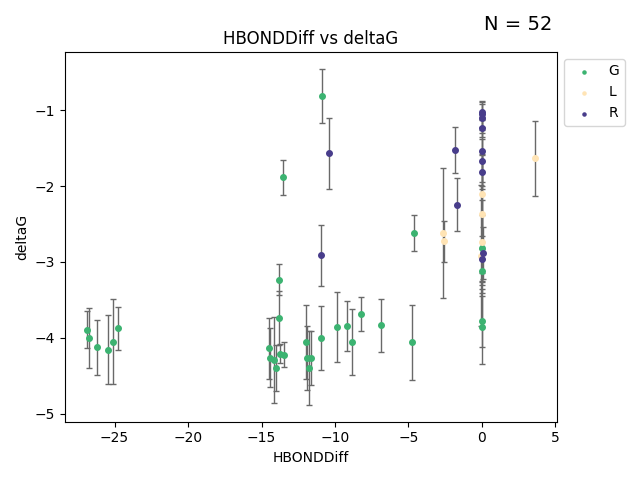 N = 52
HBONDDiff vs deltaG
G
L
R
deltaG
−1
−2
−3
−4
−5
−25
−20
−15
−10
−5
0
5
HBONDDiff